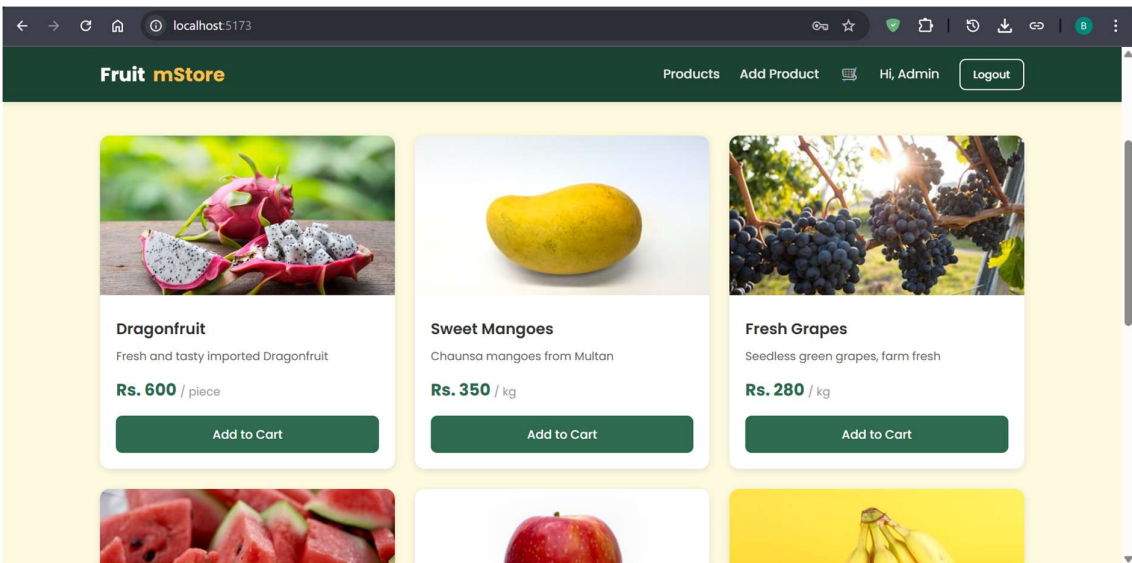 localhost:5173
B
Fruit mStore
Products Add Product Hi, Admin Logout
Dragonfruit
Fresh and tasty imported Dragonfruit
Rs. 600 / piece
Add to Cart
Sweet Mangoes
Chaunsa mangoes from Multan
Rs. 350 / kg
Add to Cart
Fresh Grapes
Seedless green grapes, farm fresh
Rs. 280 / kg
Add to Cart